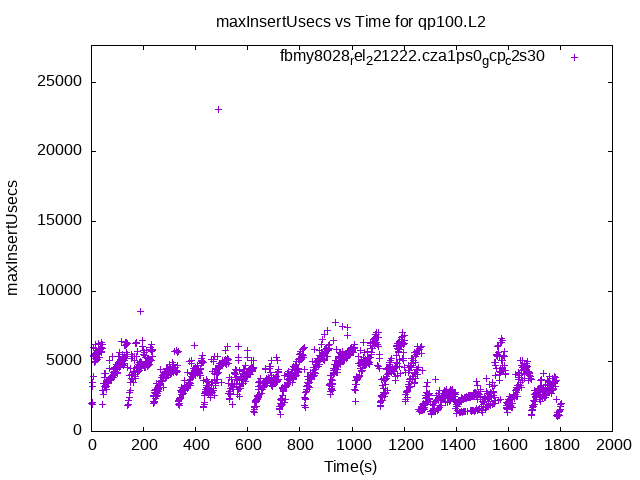 maxInsertUsecs vs Time for qp100.L2
fbmy8028rel221222.cza1ps0gcpc2s30
25000
20000
15000
10000
5000
0
maxInsertUsecs
0 200 400 600 800 1000 1200 1400 1600 1800 2000
Time(s)